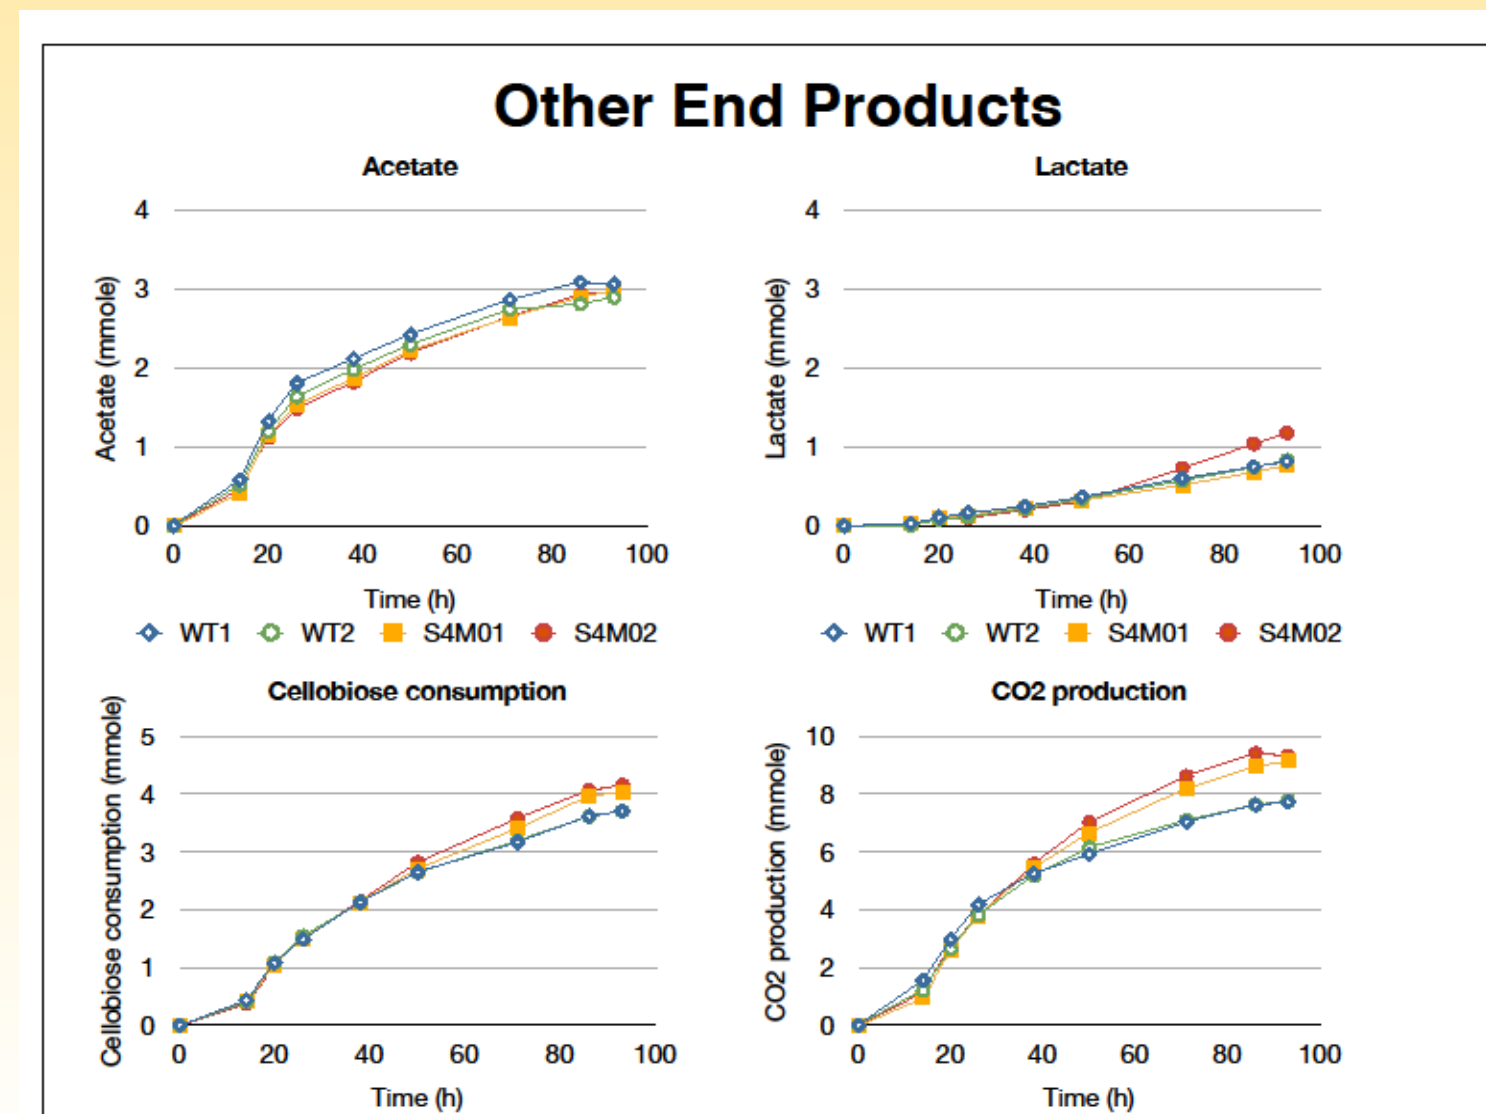 Other End Products
Acetate
Acetate (mmole)
4
3
2
1
0
0 20 40 60 80 100
Time (h)
WT1 WT2 S4M01 S4M02
Lactate
Lactate (mmole)
4
3
2
1
0
0 20 40 60 80 100
Time (h)
WT1 WT2 S4M01 S4M02
Cellobiose consumption
Cellobiose consumption (mmole)
5
4
3
2
1
0
0 20 40 60 80 100
Time (h)
CO2 production
CO2 production (mmole)
10
8
6
4
2
0
0 20 40 60 80 100
Time (h)